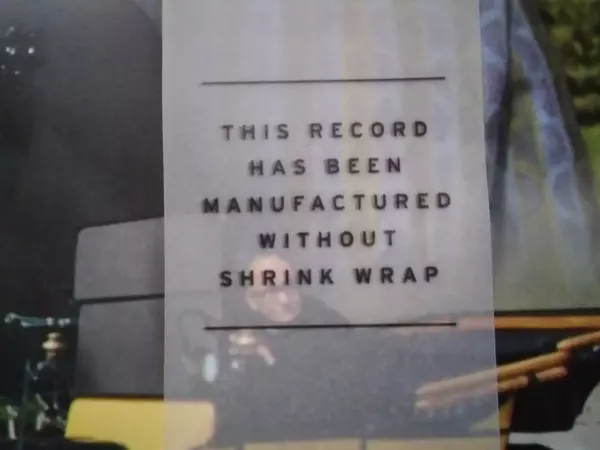 THIS RECORD
HAS BEEN
MANUFACTURED
WITHOUT
SHRINK WRAP